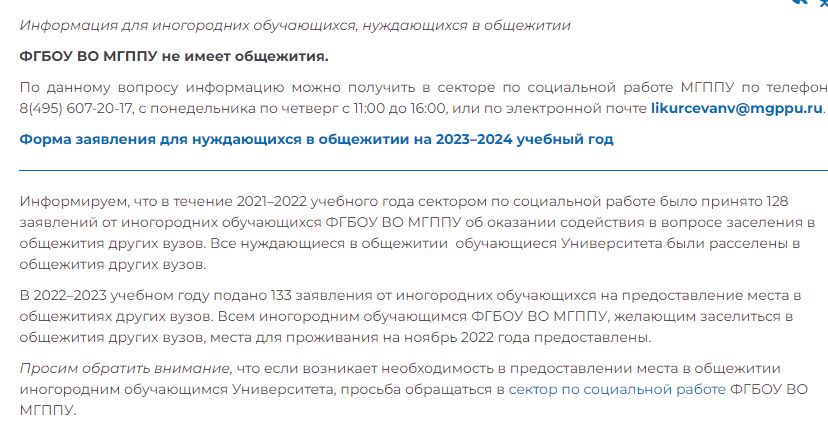 Информация для иногородних обучающихся, нуждающихся в общежитии
ФГБОУ ВО МГППУ не имеет общежития.
По данному вопросу информацию можно получить в секторе по социальной работе МГППУ по телефон
8(495) 607-20-17, с понедельника по четверг с 11:00 до 16:00, или по электронной почте likurcevanv@mgppu.ru.
Форма заявления для нуждающихся в общежитии на 2023–2024 учебный год
Информируем, что в течение 2021–2022 учебного года сектором по социальной работе было принято 128
заявлений от иногородних обучающихся ФГБОУ ВО МГППУ об оказании содействия в вопросе заселения в
общежития других вузов. Все нуждающиеся в общежитии обучающиеся Университета были расселены в
общежития других вузов.
В 2022–2023 учебном году подано 133 заявления от иногородних обучающихся на предоставление места в
общежитиях других вузов. Всем иногородним обучающимся ФГБОУ ВО МГППУ, желающим заселиться в
общежития других вузов, места для проживания на ноябрь 2022 года предоставлены.
Просим обратить внимание, что если возникает необходимость в предоставлении места в общежитии
иногородним обучающимся Университета, просьба обращаться в сектор по социальной работе ФГБОУ ВО
МГППУ.